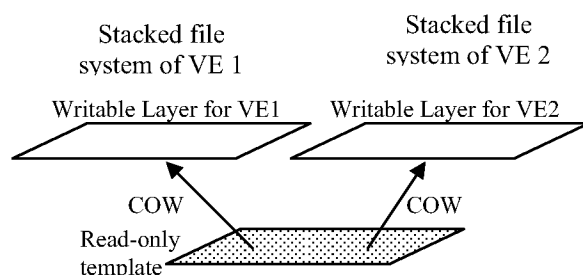 Stacked file
system of VE 1
Stacked file
system of VE 2
Writable Layer for VE1
Writable Layer for VE2
COW
COW
Read-only
template